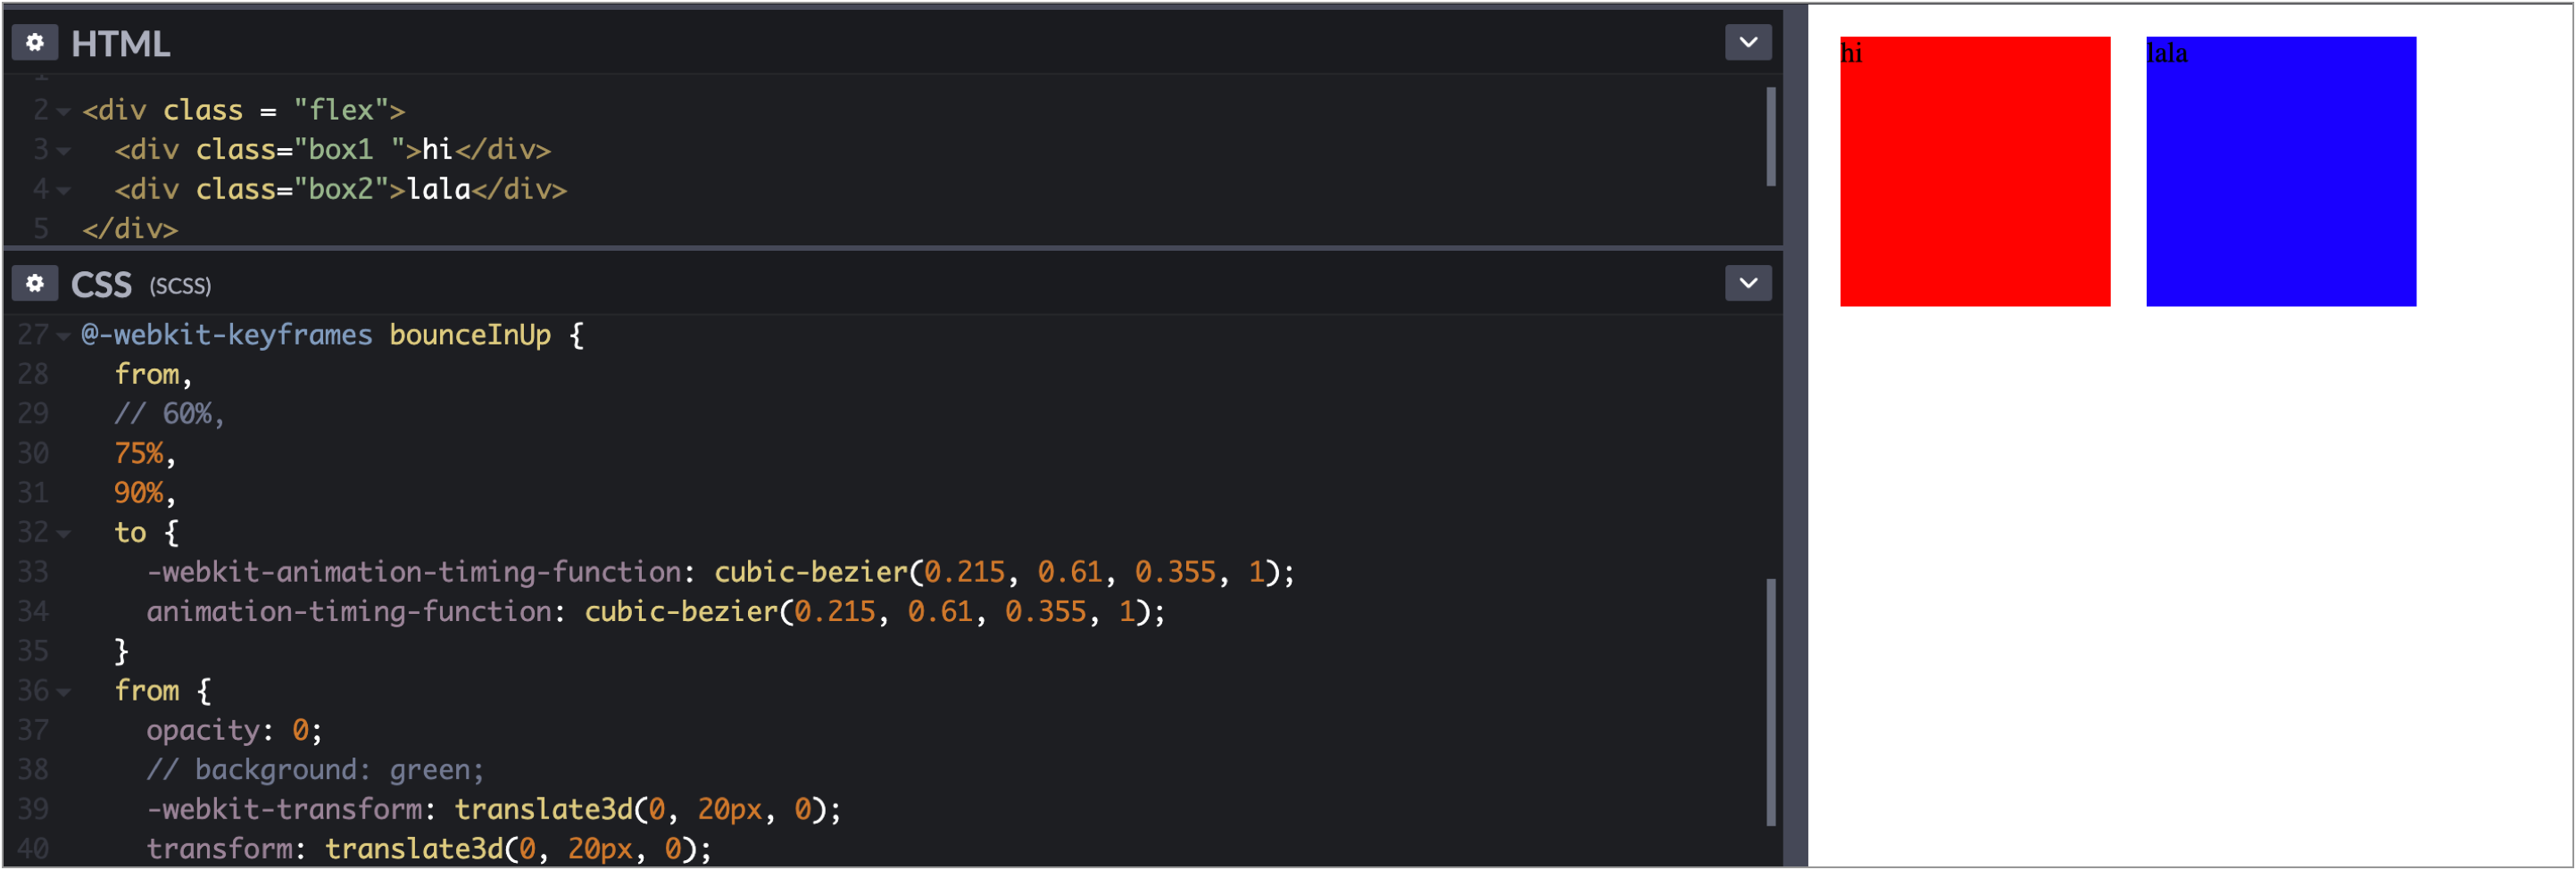 HTML
1
2 <div class = "flex">
3 <div class="box1 ">hi</div>
4 <div class="box2">lala</div>
5 </div>
CSS (SCSS)
27 @-webkit-keyframes bounceInUp {
28 from,
29 // 60%,
30 75%,
31 90%,
32 to {
33 -webkit-animation-timing-function: cubic-bezier(0.215, 0.61, 0.355, 1);
34 animation-timing-function: cubic-bezier(0.215, 0.61, 0.355, 1);
35 }
36 from {
37 opacity: 0;
38 // background: green;
39 -webkit-transform: translate3d(0, 20px, 0);
40 transform: translate3d(0, 20px, 0);
hi
lala